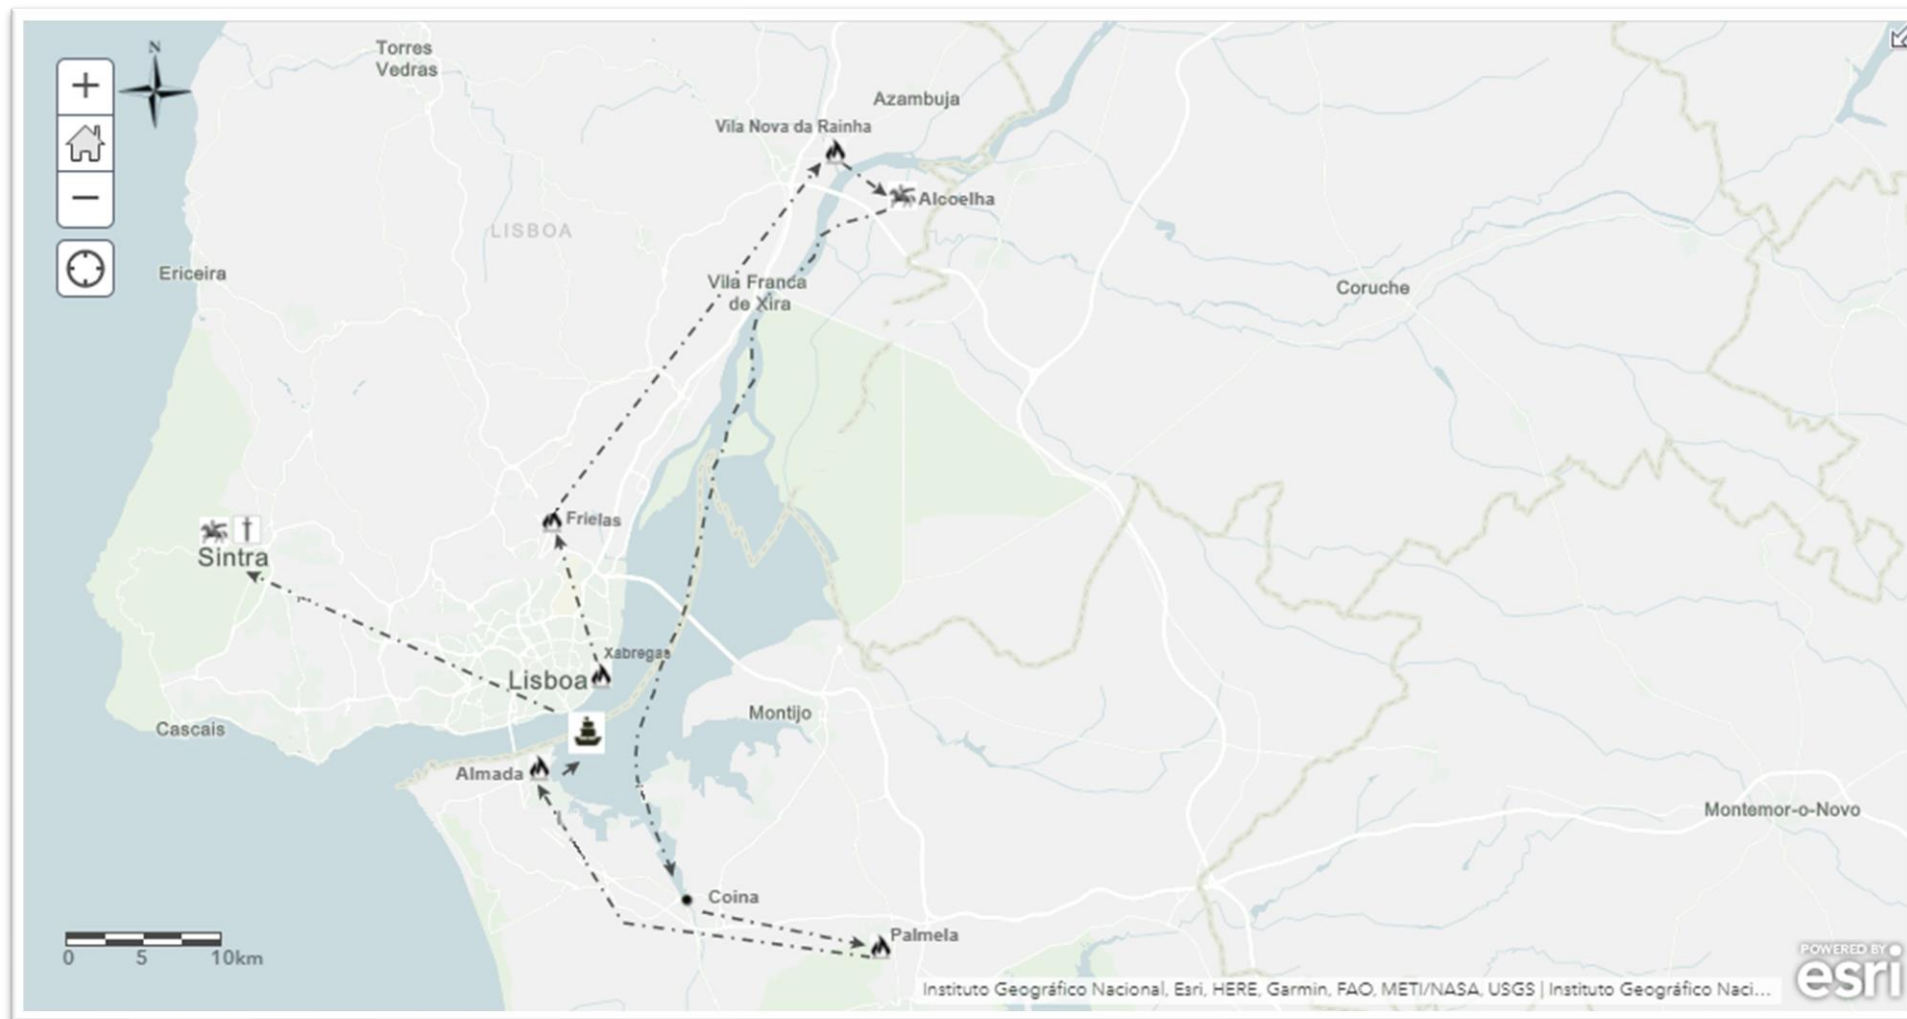 N
Torres
Vedras
Azambuja
Vila Nova da Rainha
Alcoelha
LISBOA
Ericeira
Vila Franca
de Xira
Coruche
Frielas
Sintra
Xabregas
Lisboa
Montijo
Cascais
Almada
Montemor-o-Novo
Coina
Palmela
0 5 10km
POWERED BY
esri
Instituto Geográfico Nacional, Esri, HERE, Garmin, FAO, METI/NASA, USGS | Instituto Geográfico Naci...